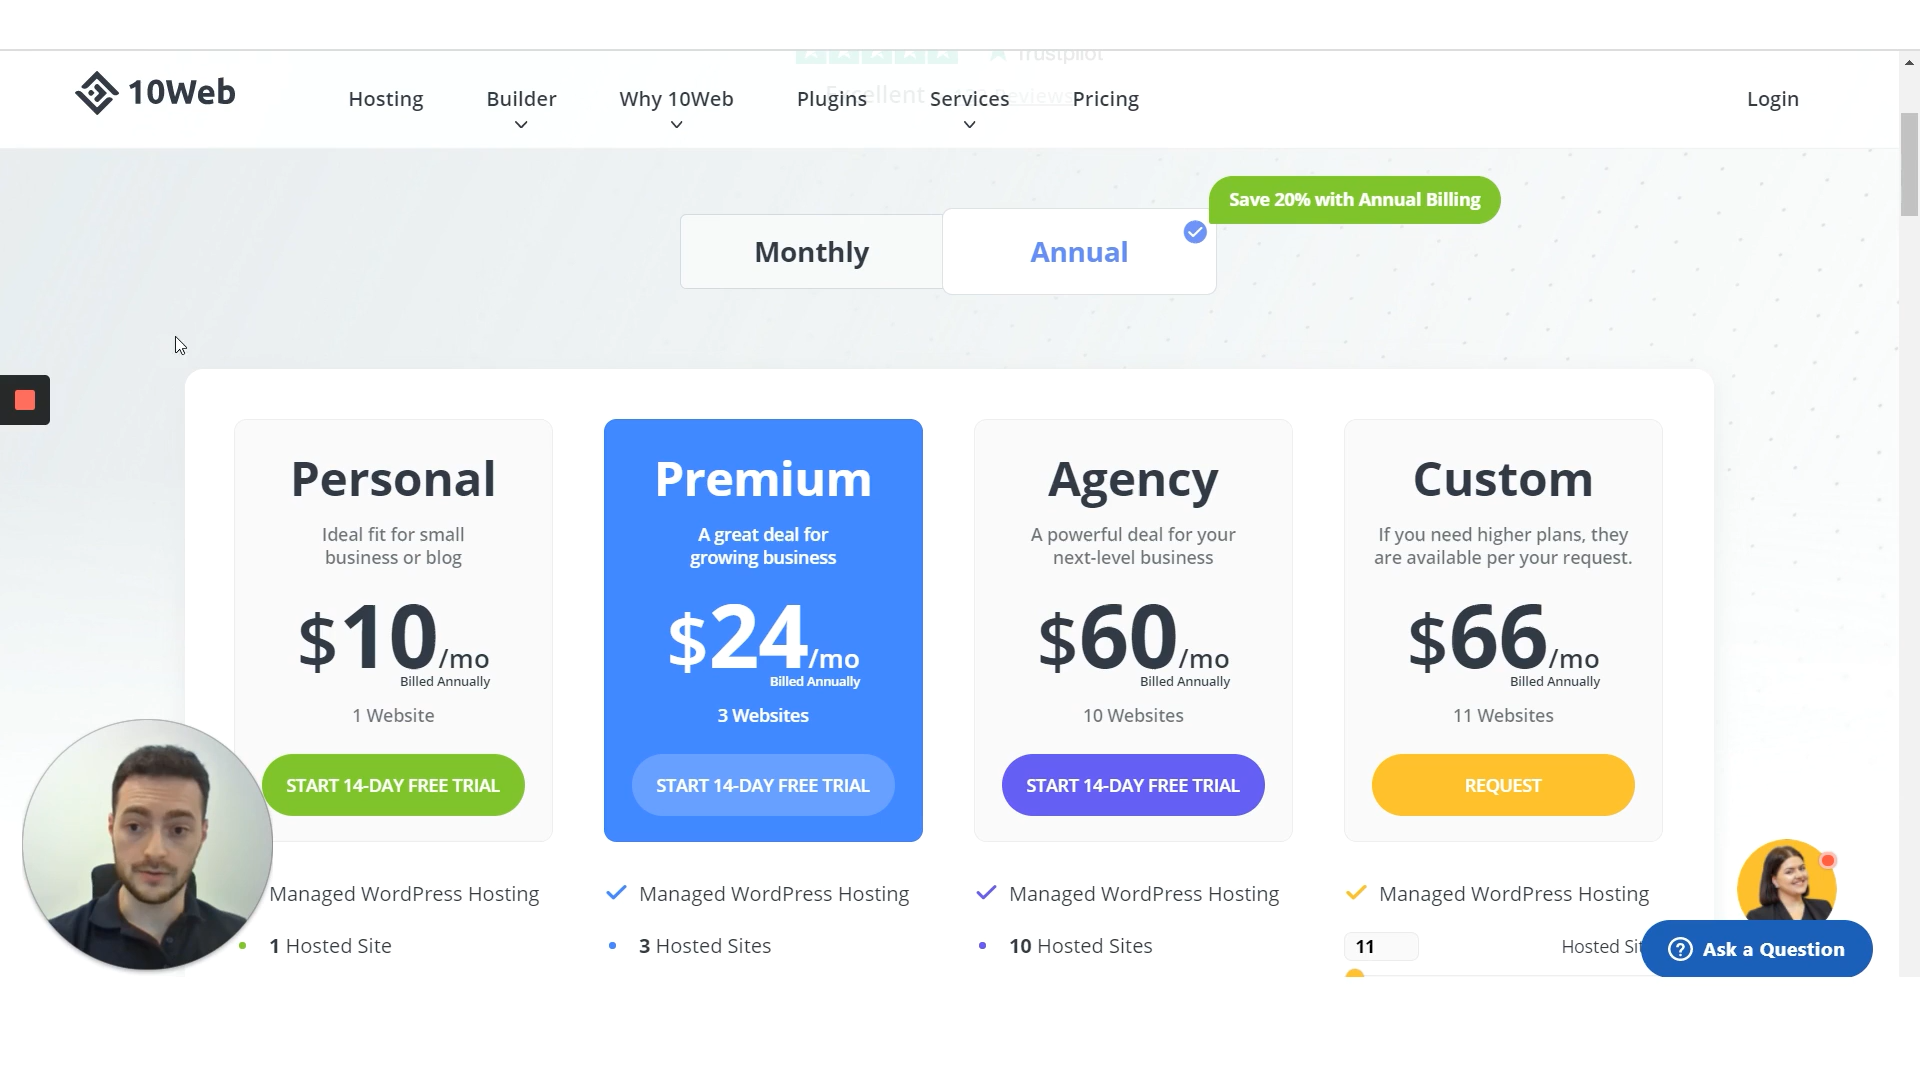 Trustpilot
10Web
Hosting
Builder
Why 10Web
Plugins
Services
Pricing
Login
Excellent
Reviews
Save 20% with Annual Billing
Monthly
Annual
Personal
Ideal fit for small
business or blog
$10/mo
Billed Annually
1 Website
START 14-DAY FREE TRIAL
Managed WordPress Hosting
1 Hosted Site
Premium
A great deal for
growing business
$24/mo
Billed Annually
3 Websites
START 14-DAY FREE TRIAL
Managed WordPress Hosting
3 Hosted Sites
Agency
A powerful deal for your
next-level business
$60/mo
Billed Annually
10 Websites
START 14-DAY FREE TRIAL
Managed WordPress Hosting
10 Hosted Sites
Custom
If you need higher plans, they
are available per your request.
$66/mo
Billed Annually
11 Websites
REQUEST
Managed WordPress Hosting
11
Hosted
? Ask a Question